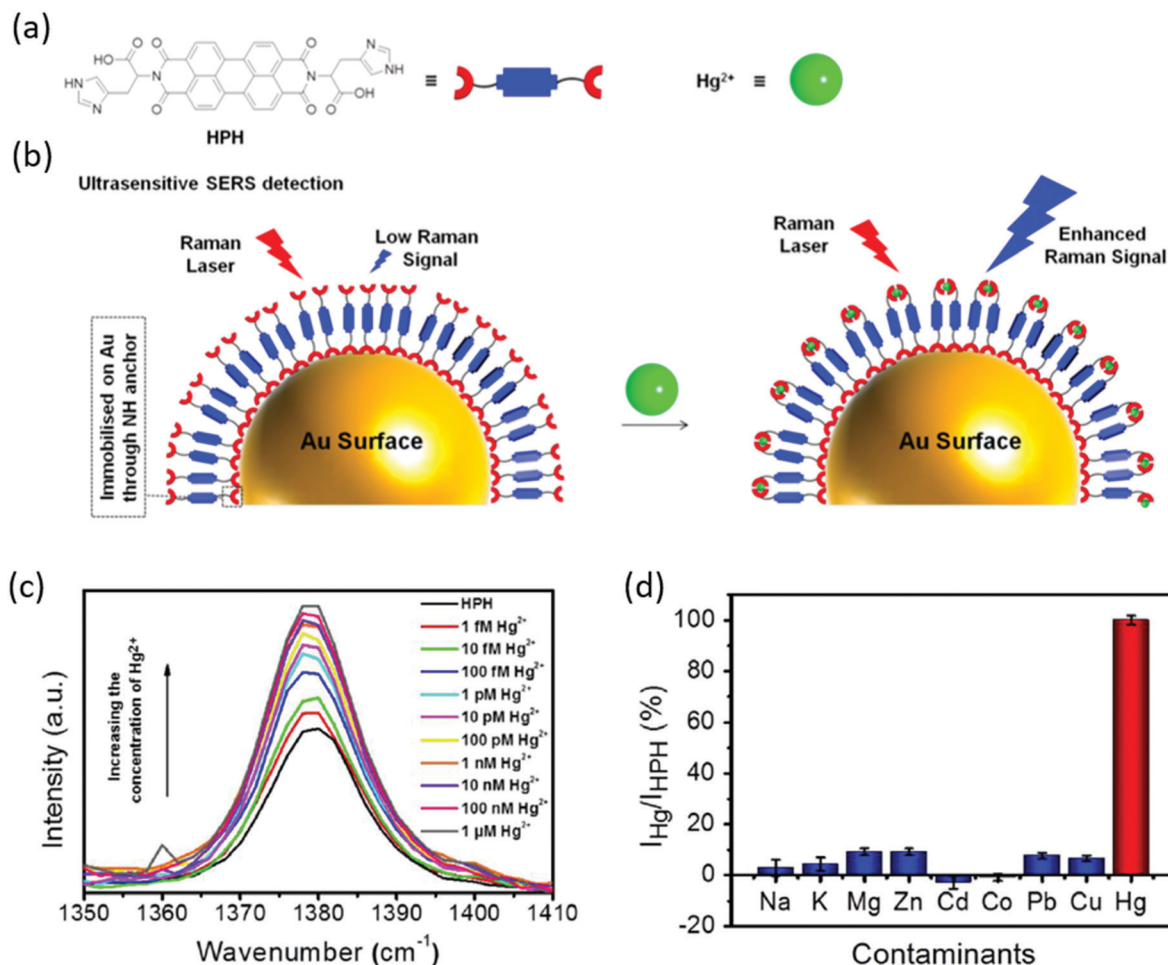 (a)
HO
O
O
O
N
NH
HN
N
N
N
O
O
O
OH
≡
Hg²⁺ ≡
HPH
(b)
Ultrasensitive SERS detection
Raman
Laser
Low Raman
Signal
Immobilised on Au
through NH anchor
Au Surface
Raman
Laser
Enhanced
Raman Signal
Au Surface
(c)
Intensity (a.u.)
Increasing the
concentration of Hg²⁺
HPH
1 fM Hg²⁺
10 fM Hg²⁺
100 fM Hg²⁺
1 pM Hg²⁺
10 pM Hg²⁺
100 pM Hg²⁺
1 nM Hg²⁺
10 nM Hg²⁺
100 nM Hg²⁺
1 µM Hg²⁺
1350 1360 1370 1380 1390 1400 1410
Wavenumber (cm⁻¹)
(d)
I_Hg/I_HPH (%)
100
80
60
40
20
0
-20
Na K Mg Zn Cd Co Pb Cu Hg
Contaminants